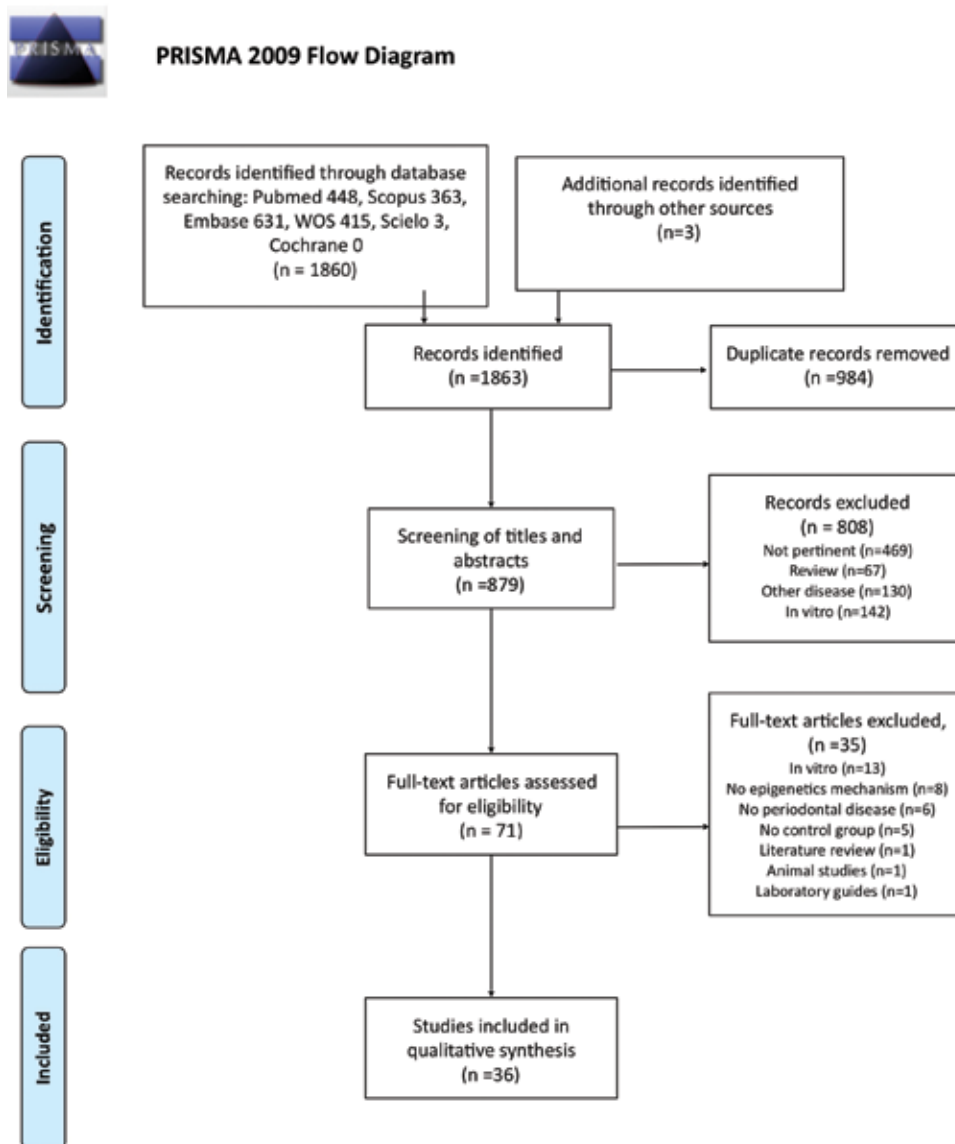 PRISMA
PRISMA 2009 Flow Diagram
Identification
Records identified through database
searching: Pubmed 448, Scopus 363,
Embase 631, WOS 415, Scielo 3,
Cochrane 0
(n = 1860)
Additional records identified
through other sources
(n=3)
Records identified
(n =1863)
Duplicate records removed
(n =984)
Screening
Screening of titles and
abstracts
(n =879)
Records excluded
(n = 808)
Not pertinent (n=469)
Review (n=67)
Other disease (n=130)
In vitro (n=142)
Eligibility
Full-text articles assessed
for eligibility
(n = 71)
Full-text articles excluded,
(n =35)
In vitro (n=13)
No epigenetics mechanism (n=8)
No periodontal disease (n=6)
No control group (n=5)
Literature review (n=1)
Animal studies (n=1)
Laboratory guides (n=1)
Included
Studies included in
qualitative synthesis
(n =36)